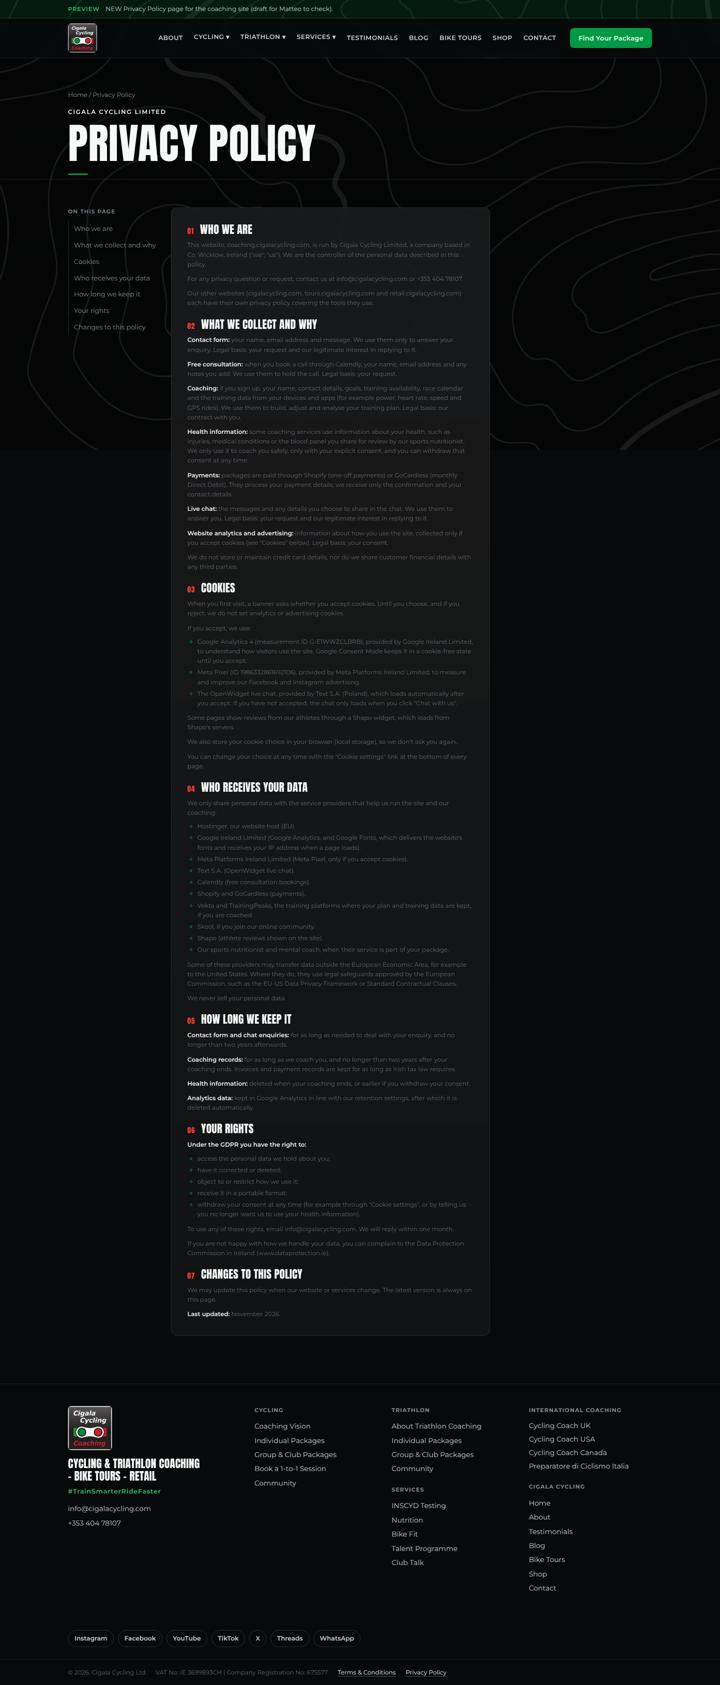 PREVIEW NEW Privacy Policy page for the coaching site (draft for Matteo to check).
Cigala Cycling Coaching
ABOUT CYCLING ▾ TRIATHLON ▾ SERVICES ▾ TESTIMONIALS BLOG BIKE TOURS SHOP CONTACT Find Your Package
Home / Privacy Policy
CIGALA CYCLING LIMITED
PRIVACY POLICY
ON THIS PAGE
Who we are
What we collect and why
Cookies
Who receives your data
How long we keep it
Your rights
Changes to this policy
01 WHO WE ARE
This website, coaching.cigalacycling.com, is run by Cigala Cycling Limited, a company based in
Co. Wicklow, Ireland ("we", "us"). We are the controller of the personal data described in this
policy.
For any privacy question or request, contact us at info@cigalacycling.com or +353 404 78107.
Our other websites (cigalacycling.com, tours.cigalacycling.com and retail.cigalacycling.com)
each have their own privacy policy covering the tools they use.
02 WHAT WE COLLECT AND WHY
Contact form: your name, email address and message. We use them only to answer your
enquiry. Legal basis: your request and our legitimate interest in replying to it.
Free consultation: when you book a call through Calendly, your name, email address and any
notes you add. We use them to hold the call. Legal basis: your request.
Coaching: if you sign up, your name, contact details, goals, training availability, race calendar
and the training data from your devices and apps (for example power, heart rate, speed and
GPS rides). We use them to build, adjust and analyse your training plan. Legal basis: our
contract with you.
Health information: some coaching services use information about your health, such as
injuries, medical conditions or the blood panel you share for review by our sports nutritionist.
We only use it to coach you safely, only with your explicit consent, and you can withdraw that
consent at any time.
Payments: packages are paid through Shopify (one-off payments) or GoCardless (monthly
Direct Debit). They process your payment details; we receive only the confirmation and your
contact details.
Live chat: the messages and any details you choose to share in the chat. We use them to
answer you. Legal basis: your request and our legitimate interest in replying to it.
Website analytics and advertising: information about how you use the site, collected only if
you accept cookies (see "Cookies" below). Legal basis: your consent.
We do not store or maintain credit card details, nor do we share customer financial details with
any third parties.
03 COOKIES
When you first visit, a banner asks whether you accept cookies. Until you choose, and if you
reject, we do not set analytics or advertising cookies.
If you accept, we use:
Google Analytics 4 (measurement ID G-E1WWZCLBRB), provided by Google Ireland Limited,
to understand how visitors use the site. Google Consent Mode keeps it in a cookie-free state
until you accept.
Meta Pixel (ID 1986332861692106), provided by Meta Platforms Ireland Limited, to measure
and improve our Facebook and Instagram advertising.
The OpenWidget live chat, provided by Text S.A. (Poland), which loads automatically after
you accept. If you have not accepted, the chat only loads when you click "Chat with us".
Some pages show reviews from our athletes through a Shapo widget, which loads from
Shapo's servers.
We also store your cookie choice in your browser (local storage), so we don't ask you again.
You can change your choice at any time with the "Cookie settings" link at the bottom of every
page.
04 WHO RECEIVES YOUR DATA
We only share personal data with the service providers that help us run the site and our
coaching:
Hostinger, our website host (EU).
Google Ireland Limited (Google Analytics, and Google Fonts, which delivers the website's
fonts and receives your IP address when a page loads).
Meta Platforms Ireland Limited (Meta Pixel, only if you accept cookies).
Text S.A. (OpenWidget live chat).
Calendly (free consultation bookings).
Shopify and GoCardless (payments).
Vekta and TrainingPeaks, the training platforms where your plan and training data are kept,
if you are coached.
Skool, if you join our online community.
Shapo (athlete reviews shown on the site).
Our sports nutritionist and mental coach, when their service is part of your package.
Some of these providers may transfer data outside the European Economic Area, for example
to the United States. Where they do, they use legal safeguards approved by the European
Commission, such as the EU-US Data Privacy Framework or Standard Contractual Clauses.
We never sell your personal data.
05 HOW LONG WE KEEP IT
Contact form and chat enquiries: for as long as needed to deal with your enquiry, and no
longer than two years afterwards.
Coaching records: for as long as we coach you, and no longer than two years after your
coaching ends. Invoices and payment records are kept for as long as Irish tax law requires.
Health information: deleted when your coaching ends, or earlier if you withdraw your consent.
Analytics data: kept in Google Analytics in line with our retention settings, after which it is
deleted automatically.
06 YOUR RIGHTS
Under the GDPR you have the right to:
access the personal data we hold about you;
have it corrected or deleted;
object to or restrict how we use it;
receive it in a portable format;
withdraw your consent at any time (for example through "Cookie settings", or by telling us
you no longer want us to use your health information).
To use any of these rights, email info@cigalacycling.com. We will reply within one month.
If you are not happy with how we handle your data, you can complain to the Data Protection
Commission in Ireland (www.dataprotection.ie).
07 CHANGES TO THIS POLICY
We may update this policy when our website or services change. The latest version is always on
this page.
Last updated: November 2026.
Cigala Cycling Coaching
CYCLING & TRIATHLON COACHING
- BIKE TOURS - RETAIL
#TrainSmarterRideFaster
info@cigalacycling.com
+353 404 78107
CYCLING
Coaching Vision
Individual Packages
Group & Club Packages
Book a 1-to-1 Session
Community
TRIATHLON
About Triathlon Coaching
Individual Packages
Group & Club Packages
Community
SERVICES
INSCYD Testing
Nutrition
Bike Fit
Talent Programme
Club Talk
INTERNATIONAL COACHING
Cycling Coach UK
Cycling Coach USA
Cycling Coach Canada
Preparatore di Ciclismo Italia
CIGALA CYCLING
Home
About
Testimonials
Blog
Bike Tours
Shop
Contact
Instagram Facebook YouTube TikTok X Threads WhatsApp
© 2026, Cigala Cycling Ltd VAT No: IE 3699893CH | Company Registration No: 675577 Terms & Conditions Privacy Policy